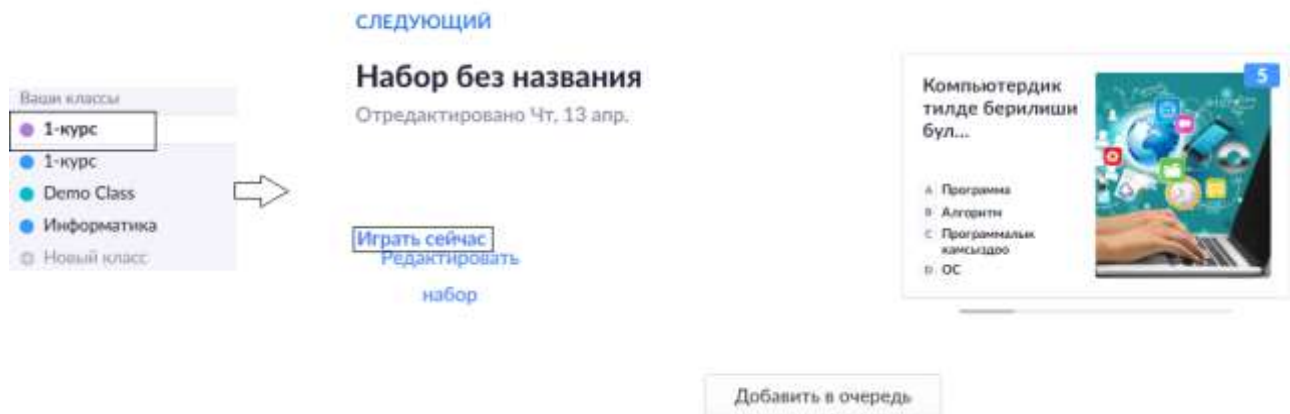 Ваши классы
1-курс
1-курс
Demo Class
Информатика
Новый класс
СЛЕДУЮЩИЙ
Набор без названия
Отредактировано Чт, 13 апр.
Играть сейчас
Редактировать
набор
5
Компьютердик
тилде берилиши
бул...
A Программа
B Алгоритм
C Программалык
камсыздоо
D ОС
Добавить в очередь